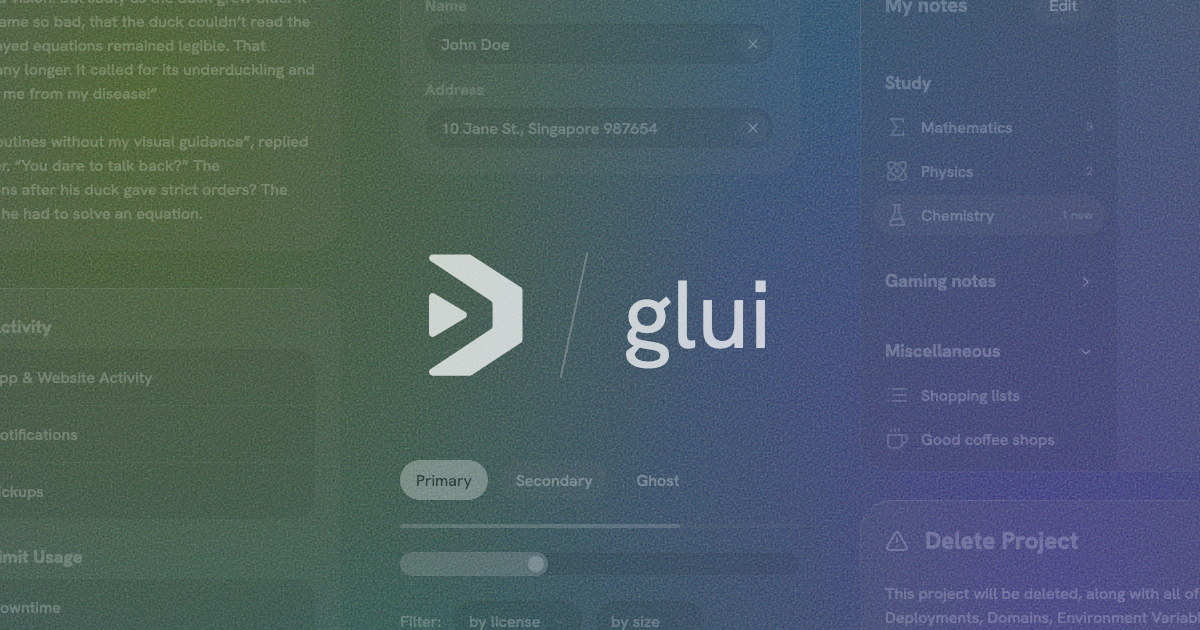 ame so bad, that the duck couldn't read the
ayed equations remained legible. That
any longer. It called for its underduckling and
me from my disease!”
outines without my visual guidance”, replied
er. “You dare to talk back?” The
ns after his duck gave strict orders? The
he had to solve an equation.
Activity
pp & Website Activity
otifications
ickups
imit Usage
owntime
Name
John Doe
Address
10 Jane St., Singapore 987654
glui
Primary
Secondary
Ghost
Filter:
by license
by size
My notes
Edit
Study
Mathematics
3
Physics
2
Chemistry
1 new
Gaming notes
Miscellaneous
Shopping lists
Good coffee shops
Delete Project
This project will be deleted, along with all of
Deployments, Domains, Environment Variab